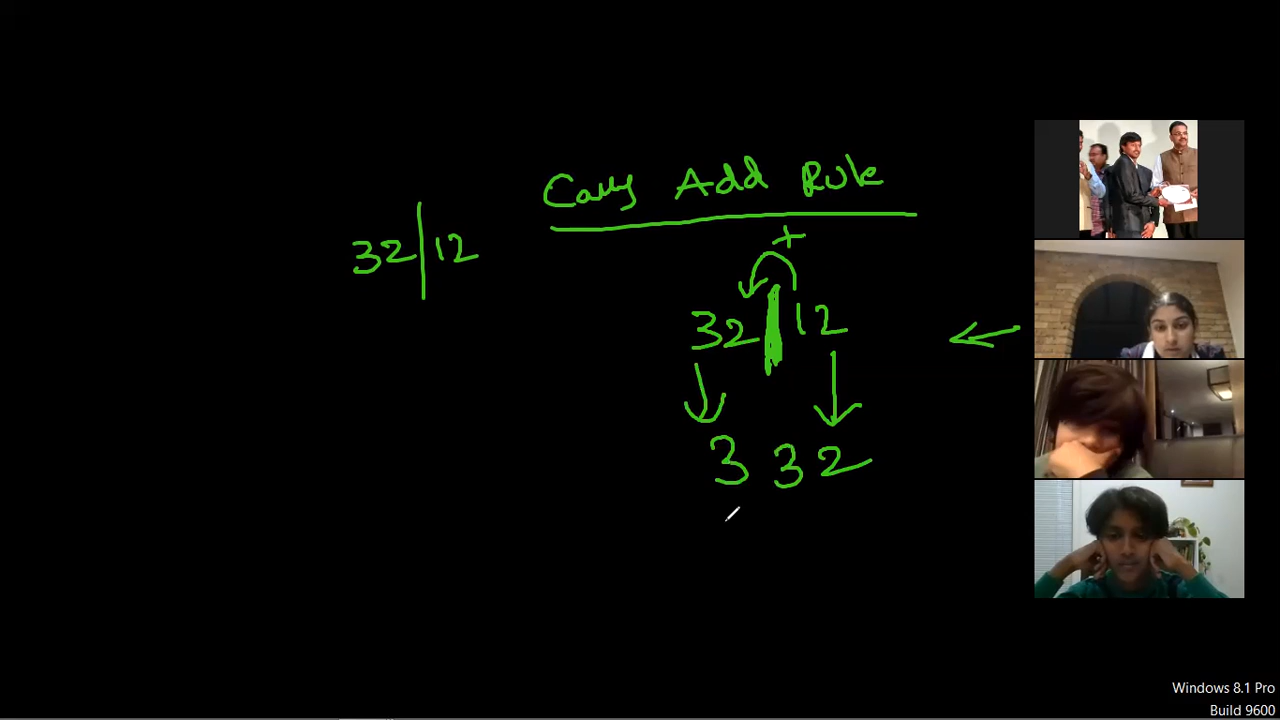 Carry Add Rule
32|12
+
32|12
3 3 2
Windows 8.1 Pro
Build 9600